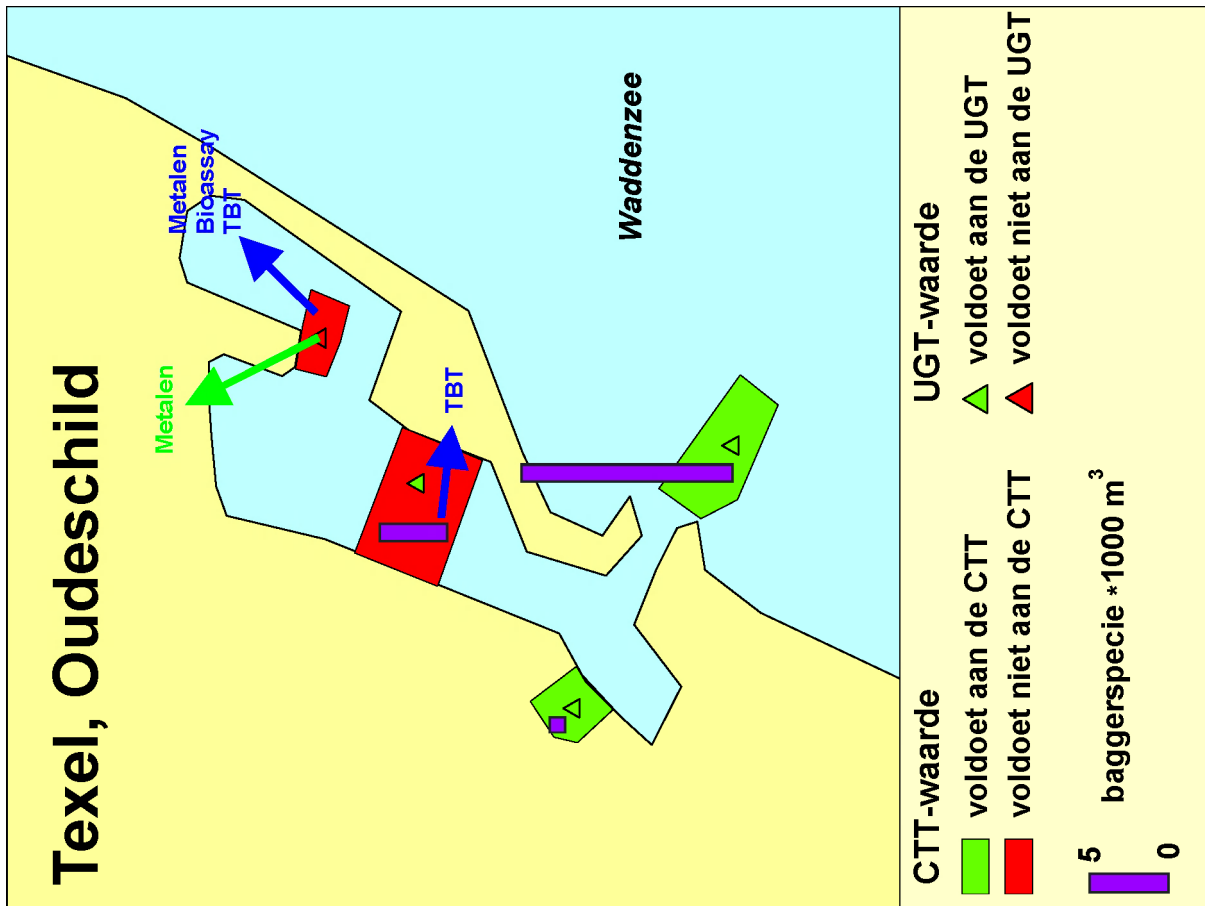 Texel, Oudeschild
Metalen
Metalen
Bioassay
TBT
TBT
Waddenzee
CTT-waarde
voldoet aan de CTT
voldoet niet aan de CTT
UGT-waarde
voldoet aan de UGT
voldoet niet aan de UGT
5
0
baggerspecie *1000 m³